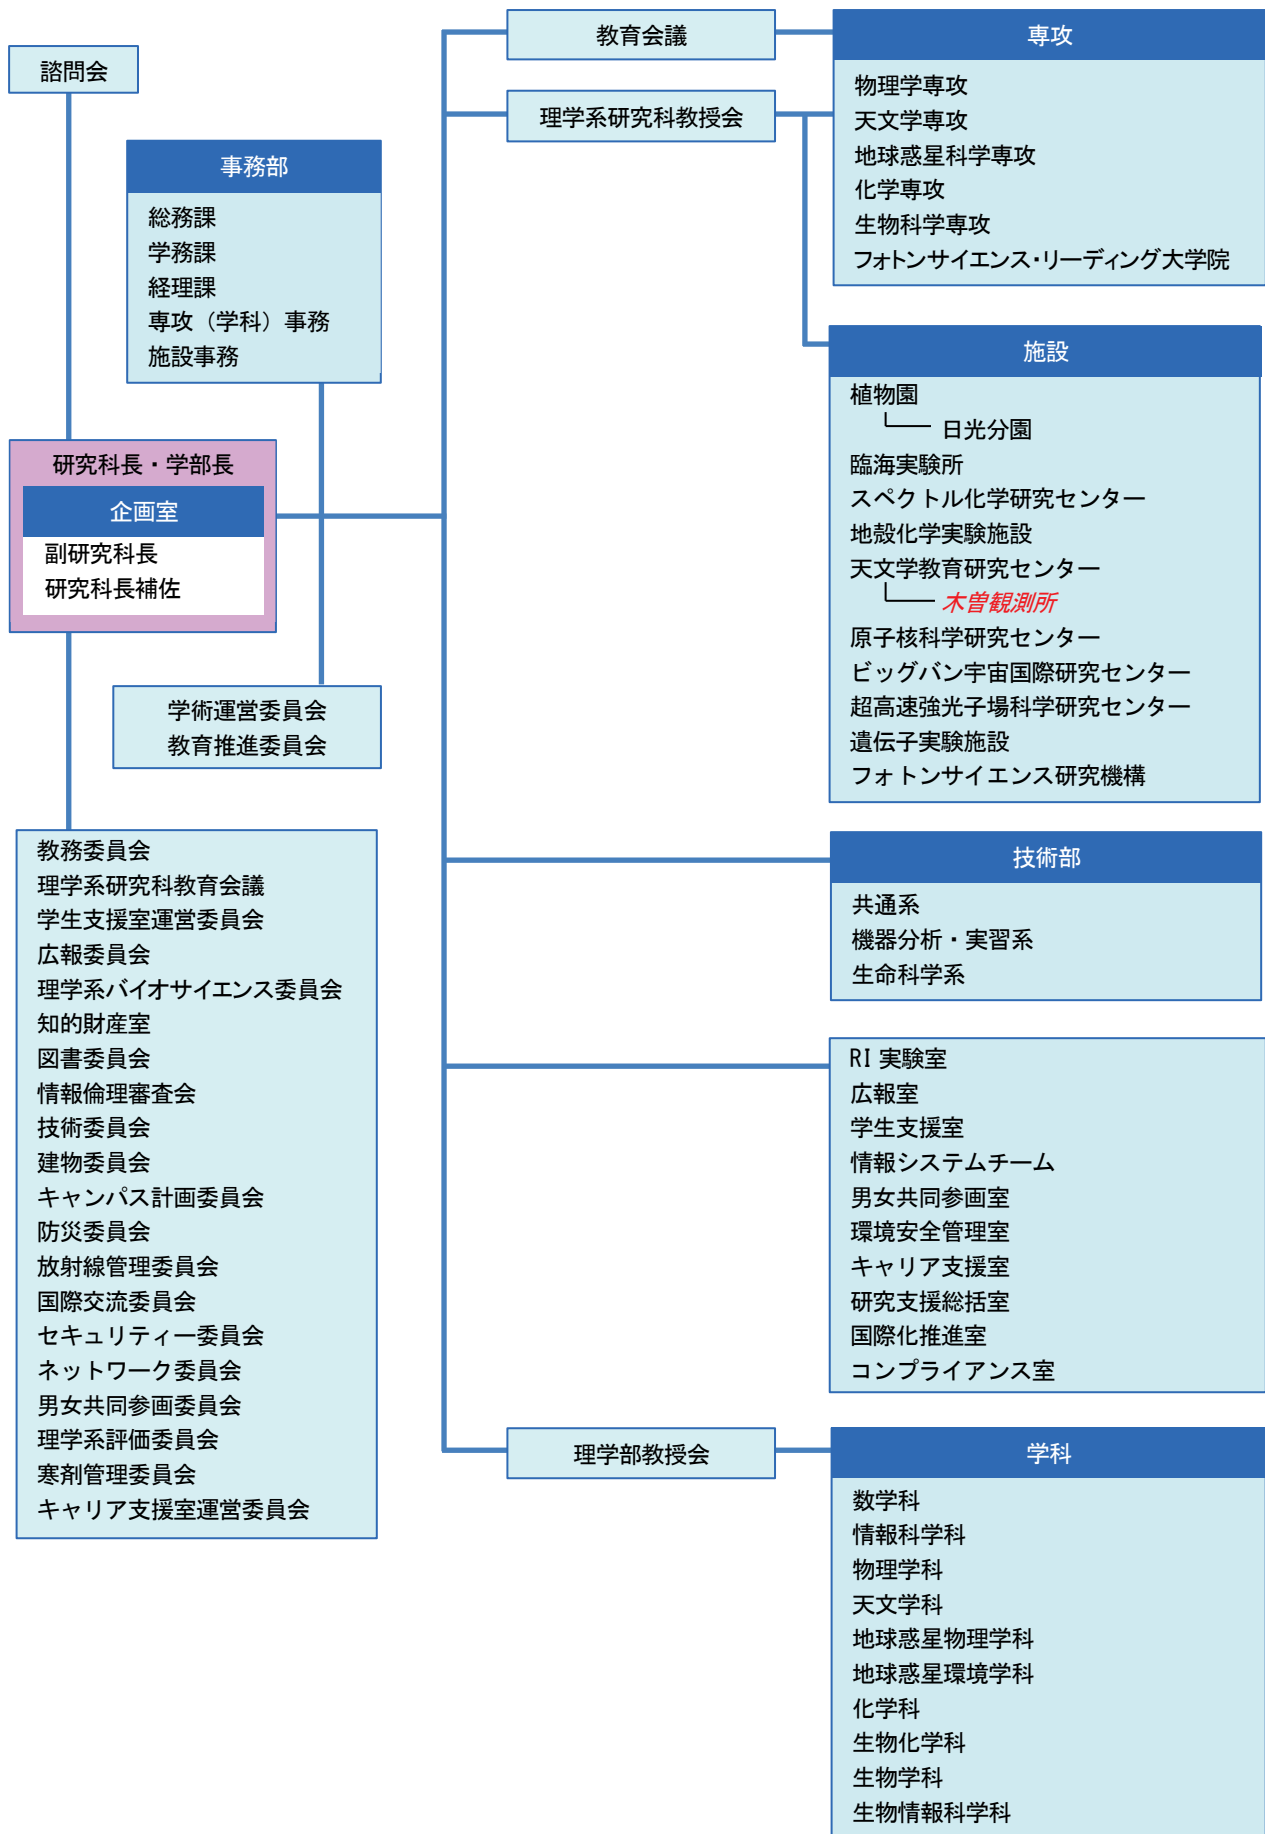 諮問会
事務部
総務課
学務課
経理課
専攻（学科）事務
施設事務
研究科長・学部長
企画室
副研究科長
研究科長補佐
学術運営委員会
教育推進委員会
教務委員会
理学系研究科教育会議
学生支援室運営委員会
広報委員会
理学系バイオサイエンス委員会
知的財産室
図書委員会
情報倫理審査会
技術委員会
建物委員会
キャンパス計画委員会
防災委員会
放射線管理委員会
国際交流委員会
セキュリティー委員会
ネットワーク委員会
男女共同参画委員会
理学系評価委員会
寒剤管理委員会
キャリア支援室運営委員会
教育会議
理学系研究科教授会
専攻
物理学専攻
天文学専攻
地球惑星科学専攻
化学専攻
生物科学専攻
フォトンサイエンス・リーディング大学院
施設
植物園
日光分園
臨海実験所
スペクトル化学研究センター
地殻化学実験施設
天文学教育研究センター
木曽観測所
原子核科学研究センター
ビッグバン宇宙国際研究センター
超高速強光子場科学研究センター
遺伝子実験施設
フォトンサイエンス研究機構
技術部
共通系
機器分析・実習系
生命科学系
RI 実験室
広報室
学生支援室
情報システムチーム
男女共同参画室
環境安全管理室
キャリア支援室
研究支援総括室
国際化推進室
コンプライアンス室
理学部教授会
学科
数学科
情報科学科
物理学科
天文学科
地球惑星物理学科
地球惑星環境学科
化学科
生物化学科
生物学科
生物情報科学科